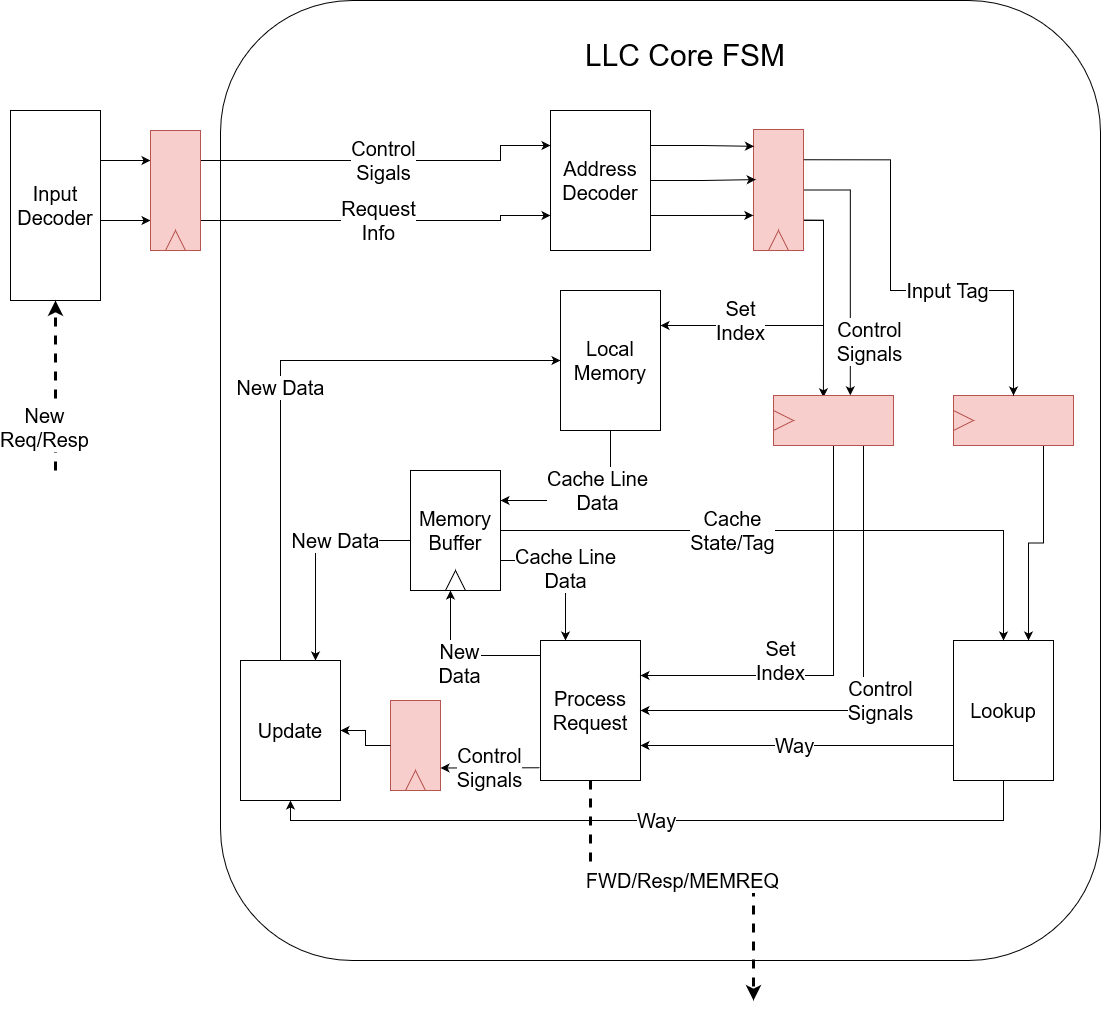 LLC Core FSM
Input
Decoder
Control
Sigals
Request
Info
Address
Decoder
Input Tag
Set
Index
Control
Signals
Local
Memory
New Data
New
Req/Resp
Cache Line
Data
Memory
Buffer
Cache
State/Tag
New Data
Cache Line
Data
New
Data
Set
Index
Process
Request
Control
Signals
Lookup
Update
Way
Control
Signals
Way
FWD/Resp/MEMREQ